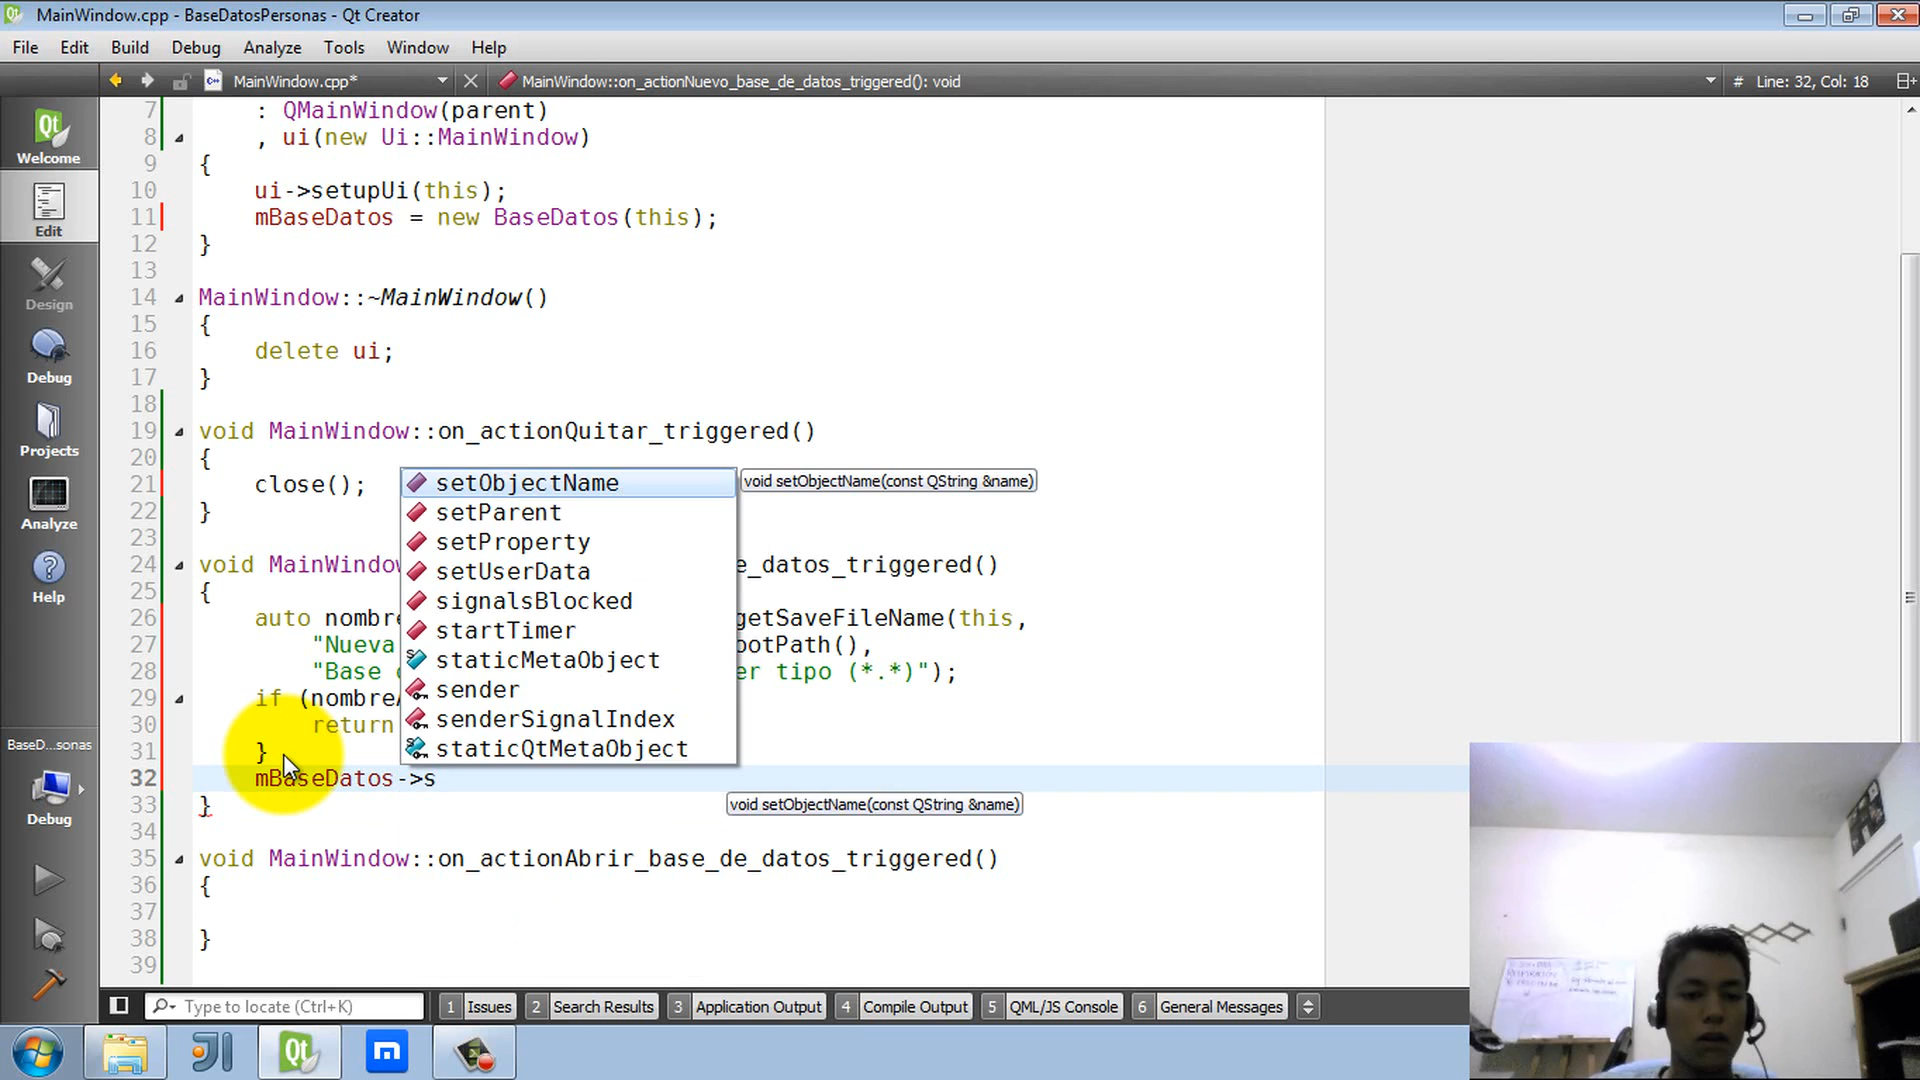 MainWindow.cpp - BaseDatosPersonas - Qt Creator
File Edit Build Debug Analyze Tools Window Help
MainWindow.cpp* MainWindow::on_actionNuevo_base_de_datos_triggered(): void # Line: 32, Col: 18
Welcome
Edit
Design
Debug
Projects
Analyze
Help
BaseD...sonas
Debug
7 : QMainWindow(parent)
8 , ui(new Ui::MainWindow)
9 {
10 ui->setupUi(this);
11 mBaseDatos = new BaseDatos(this);
12 }
13
14 MainWindow::~MainWindow()
15 {
16 delete ui;
17 }
18
19 void MainWindow::on_actionQuitar_triggered()
20 {
21 close();
22 }
23
24 void MainWindow e_datos_triggered()
25 {
26 auto nombre getSaveFileName(this,
27 "Nueva ootPath(),
28 "Base er tipo (*.*)");
29 if (nombre
30 return
31 }
32 mBaseDatos->s
33 }
34
35 void MainWindow::on_actionAbrir_base_de_datos_triggered()
36 {
37
38 }
39
setObjectName
setParent
setProperty
setUserData
signalsBlocked
startTimer
staticMetaObject
sender
senderSignalIndex
staticQtMetaObject
void setObjectName(const QString &name)
void setObjectName(const QString &name)
Type to locate (Ctrl+K) 1 Issues 2 Search Results 3 Application Output 4 Compile Output 5 QML/JS Console 6 General Messages